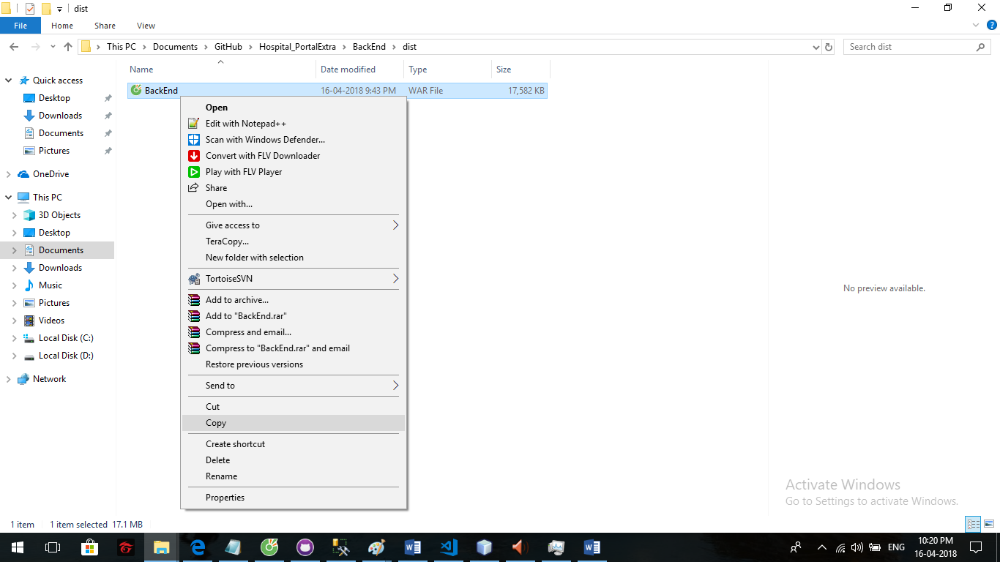 dist
File Home Share View
This PC Documents GitHub Hospital_PortalExtra BackEnd dist
Search dist
Name Date modified Type Size
BackEnd 16-04-2018 9:43 PM WAR File 17,582 KB
Quick access
Desktop
Downloads
Documents
Pictures
OneDrive
This PC
3D Objects
Desktop
Documents
Downloads
Music
Pictures
Videos
Local Disk (C:)
Local Disk (D:)
Network
Open
Edit with Notepad++
Scan with Windows Defender...
Convert with FLV Downloader
Play with FLV Player
Share
Open with...
Give access to
TeraCopy...
New folder with selection
TortoiseSVN
Add to archive...
Add to "BackEnd.rar"
Compress and email...
Compress to "BackEnd.rar" and email
Restore previous versions
Send to
Cut
Copy
Create shortcut
Delete
Rename
Properties
No preview available.
Activate Windows
Go to Settings to activate Windows.
1 item 1 item selected 17.1 MB
ENG
10:20 PM
16-04-2018